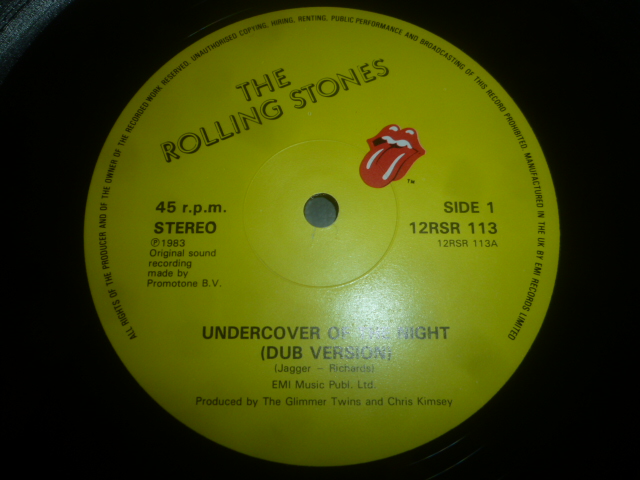 ALL RIGHTS OF THE PRODUCER AND OF THE OWNER OF THE RECORDED WORK RESERVED. UNAUTHORISED COPYING, HIRING, RENTING, PUBLIC PERFORMANCE AND BROADCASTING OF THIS RECORD PROHIBITED. MANUFACTURED IN THE UK BY EMI RECORDS LIMITED
THE
ROLLING STONES
TM
45 r.p.m.
STEREO
℗1983
Original sound
recording
made by
Promotone B.V.
SIDE 1
12RSR 113
12RSR 113A
UNDERCOVER OF THE NIGHT
(DUB VERSION)
(Jagger – Richards)
EMI Music Publ. Ltd.
Produced by The Glimmer Twins and Chris Kimsey